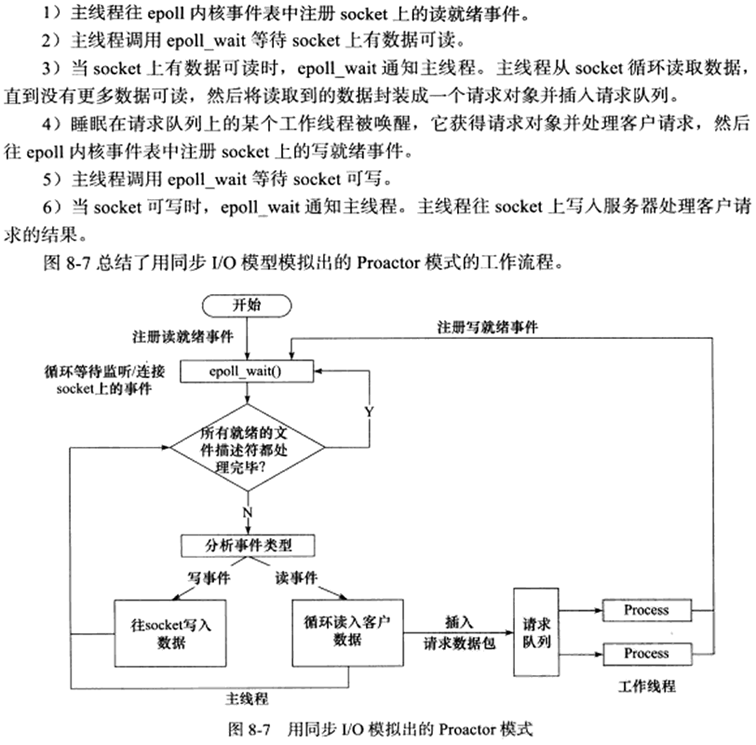 1）主线程往 epoll 内核事件表中注册 socket 上的读就绪事件。
2）主线程调用 epoll_wait 等待 socket 上有数据可读。
3）当 socket 上有数据可读时，epoll_wait 通知主线程。主线程从 socket 循环读取数据，
直到没有更多数据可读，然后将读取到的数据封装成一个请求对象并插入请求队列。
4）睡眠在请求队列上的某个工作线程被唤醒，它获得请求对象并处理客户请求，然后
往 epoll 内核事件表中注册 socket 上的写就绪事件。
5）主线程调用 epoll_wait 等待 socket 可写。
6）当 socket 可写时，epoll_wait 通知主线程。主线程往 socket 上写入服务器处理客户请
求的结果。
图 8-7 总结了用同步 I/O 模型模拟出的 Proactor 模式的工作流程。
开始
注册读就绪事件
注册写就绪事件
循环等待监听/连接
socket上的事件
epoll_wait()
Y
所有就绪的文
件描述符都处
理完毕？
N
分析事件类型
写事件
读事件
往socket写入
数据
循环读入客户
数据
插入
请求数据包
请求
队列
Process
Process
工作线程
主线程
图 8-7 用同步 I/O 模拟出的 Proactor 模式